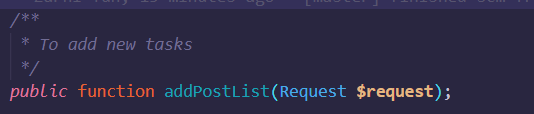 /**
* To add new tasks
*/
public function addPostList(Request $request);